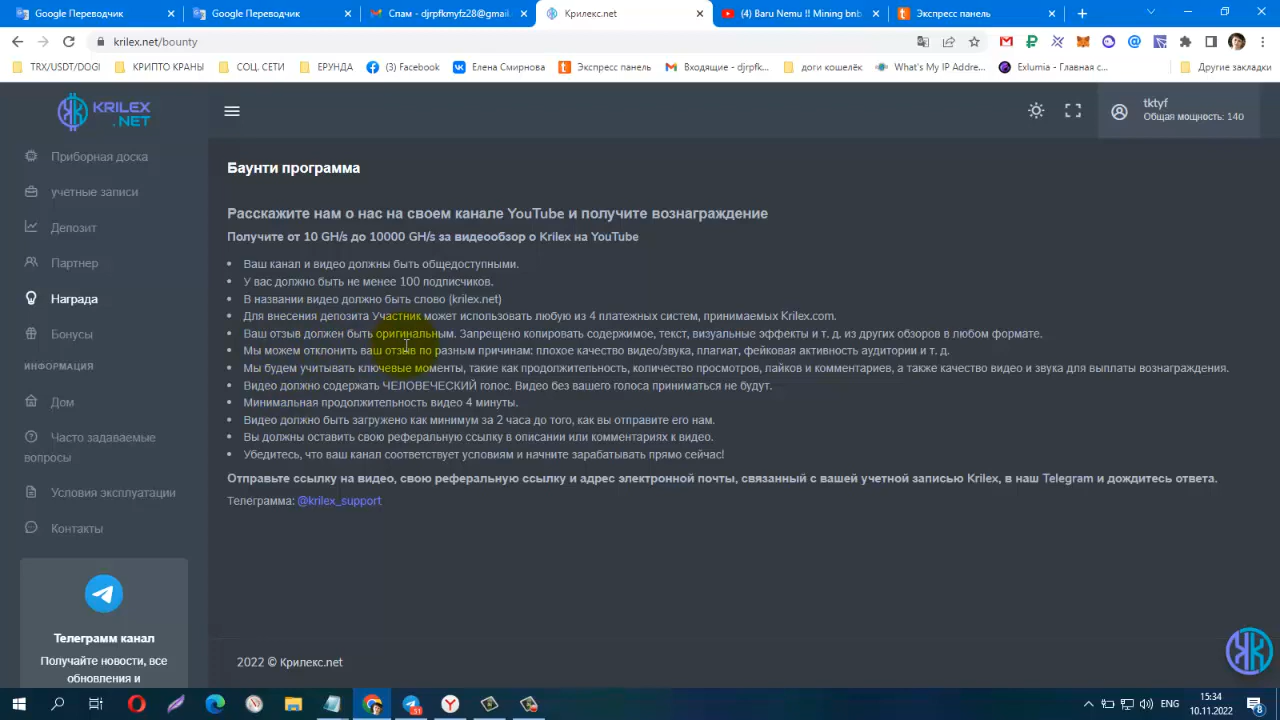 Google Переводчик
Google Переводчик
Спам - djrpfkmyfz28@gmail.
Крилекс.net
(4) Baru Nemu !! Mining bnb
Экспресс панель
krilex.net/bounty
TRX/USDT/DOGI
КРИПТО КРАНЫ
СОЦ. СЕТИ
ЕРУНДА
(3) Facebook
Елена Смирнова
Экспресс панель
Входящие - djrpfk...
доги кошелёк
What's My IP Addre...
Exlumia - Главная с...
Другие закладки
KRILEX
.NET
tktyf
Общая мощность: 140
Приборная доска
учетные записи
Депозит
Партнер
Награда
Бонусы
ИНФОРМАЦИЯ
Дом
Часто задаваемые
вопросы
Условия эксплуатации
Контакты
Телеграмм канал
Получайте новости, все
обновления и
Баунти программа
Расскажите нам о нас на своем канале YouTube и получите вознаграждение
Получите от 10 GH/s до 10000 GH/s за видеообзор о Krilex на YouTube
Ваш канал и видео должны быть общедоступными.
У вас должно быть не менее 100 подписчиков.
В названии видео должно быть слово (krilex.net)
Для внесения депозита Участник может использовать любую из 4 платежных систем, принимаемых Krilex.com.
Ваш отзыв должен быть оригинальным. Запрещено копировать содержимое, текст, визуальные эффекты и т. д. из других обзоров в любом формате.
Мы можем отклонить ваш отзыв по разным причинам: плохое качество видео/звука, плагиат, фейковая активность аудитории и т. д.
Мы будем учитывать ключевые моменты, такие как продолжительность, количество просмотров, лайков и комментариев, а также качество видео и звука для выплаты вознаграждения.
Видео должно содержать ЧЕЛОВЕЧЕСКИЙ голос. Видео без вашего голоса приниматься не будут.
Минимальная продолжительность видео 4 минуты.
Видео должно быть загружено как минимум за 2 часа до того, как вы отправите его нам.
Вы должны оставить свою реферальную ссылку в описании или комментариях к видео.
Убедитесь, что ваш канал соответствует условиям и начните зарабатывать прямо сейчас!
Отправьте ссылку на видео, свою реферальную ссылку и адрес электронной почты, связанный с вашей учетной записью Krilex, в наш Telegram и дождитесь ответа.
Телеграмма: @krilex_support
2022 © Крилекс.net
31
ENG
15:34
10.11.2022
8